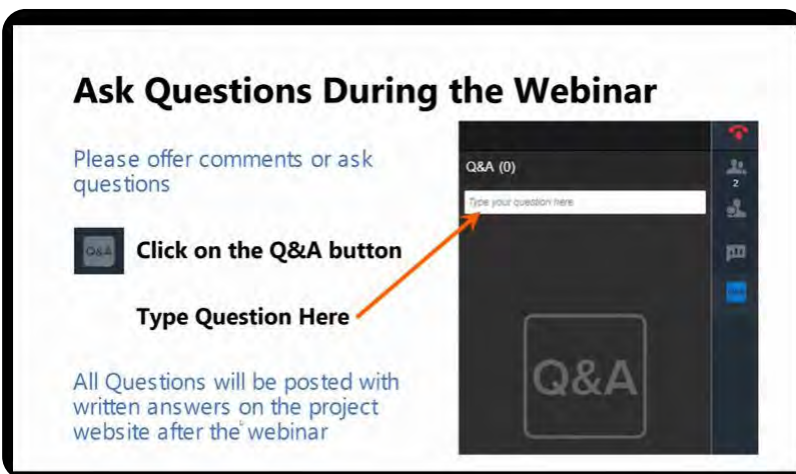 Ask Questions During the Webinar
Please offer comments or ask
questions
Q&A
Click on the Q&A button
Type Question Here
All Questions will be posted with
written answers on the project
website after the webinar
Q&A (0)
Type your question here
2
Q&A
Q&A